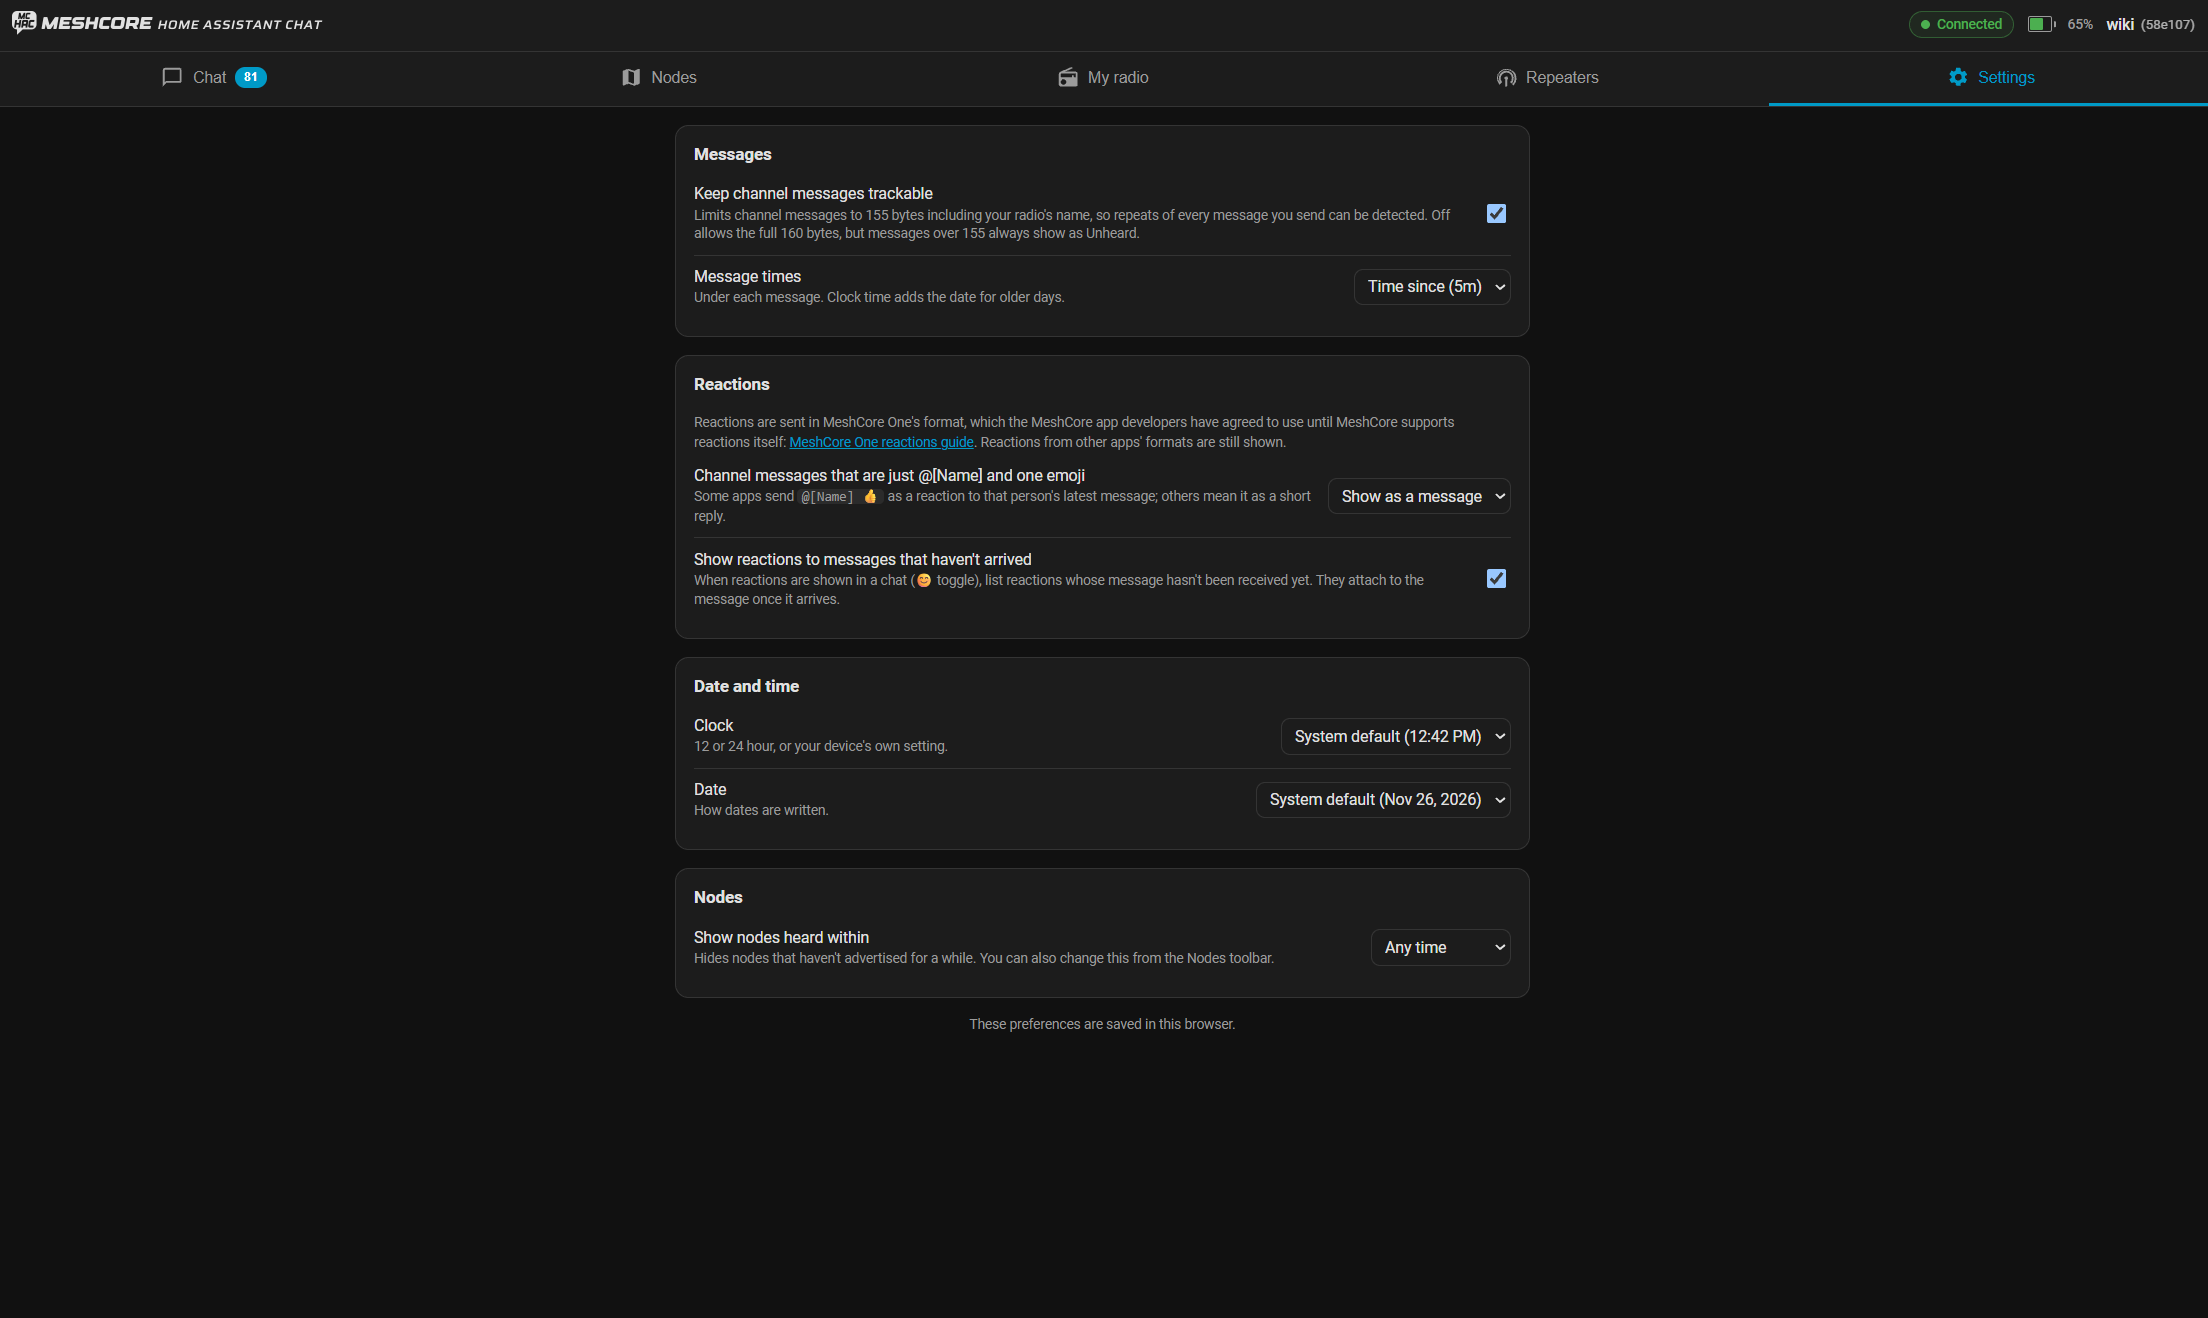 MC HAC MESHCORE HOME ASSISTANT CHAT
Connected 65% wiki (58e107)
Chat 81 Nodes My radio Repeaters Settings
Messages
Keep channel messages trackable
Limits channel messages to 155 bytes including your radio's name, so repeats of every message you send can be detected. Off
allows the full 160 bytes, but messages over 155 always show as Unheard.
Message times
Under each message. Clock time adds the date for older days.
Time since (5m)
Reactions
Reactions are sent in MeshCore One's format, which the MeshCore app developers have agreed to use until MeshCore supports
reactions itself: MeshCore One reactions guide. Reactions from other apps' formats are still shown.
Channel messages that are just @[Name] and one emoji
Some apps send @[Name] 👍 as a reaction to that person's latest message; others mean it as a short
reply.
Show as a message
Show reactions to messages that haven't arrived
When reactions are shown in a chat (😊 toggle), list reactions whose message hasn't been received yet. They attach to the
message once it arrives.
Date and time
Clock
12 or 24 hour, or your device's own setting.
System default (12:42 PM)
Date
How dates are written.
System default (Nov 26, 2026)
Nodes
Show nodes heard within
Hides nodes that haven't advertised for a while. You can also change this from the Nodes toolbar.
Any time
These preferences are saved in this browser.